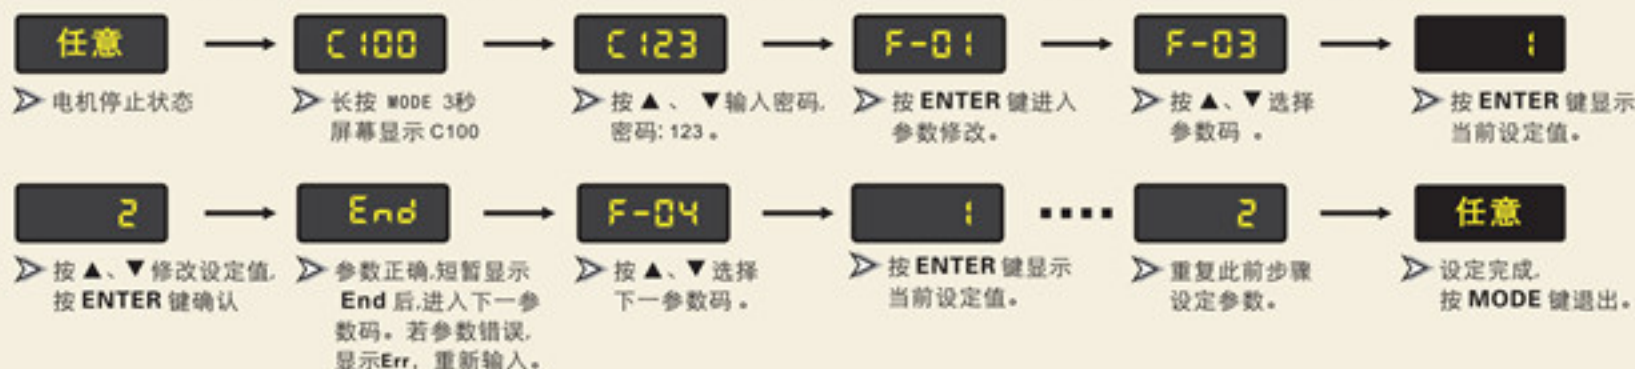 任意
C100
C123
F-01
F-03
1
电机停止状态
长按 MODE 3秒
屏幕显示 C100
按 ▲、 ▼输入密码.
密码: 123 。
按 ENTER 键进入
参数修改。
按 ▲、▼ 选择
参数码 。
按 ENTER 键显示
当前设定值。
2
End
F-04
1
2
任意
按 ▲、▼ 修改设定值.
按 ENTER 键确认
参数正确.短暂显示
End 后.进入下一参
数码。若参数错误.
显示Err，重新输入。
按 ▲、▼ 选择
下一参数码 。
按 ENTER 键显示
当前设定值。
重复此前步骤
设定参数。
设定完成.
按 MODE 键退出。